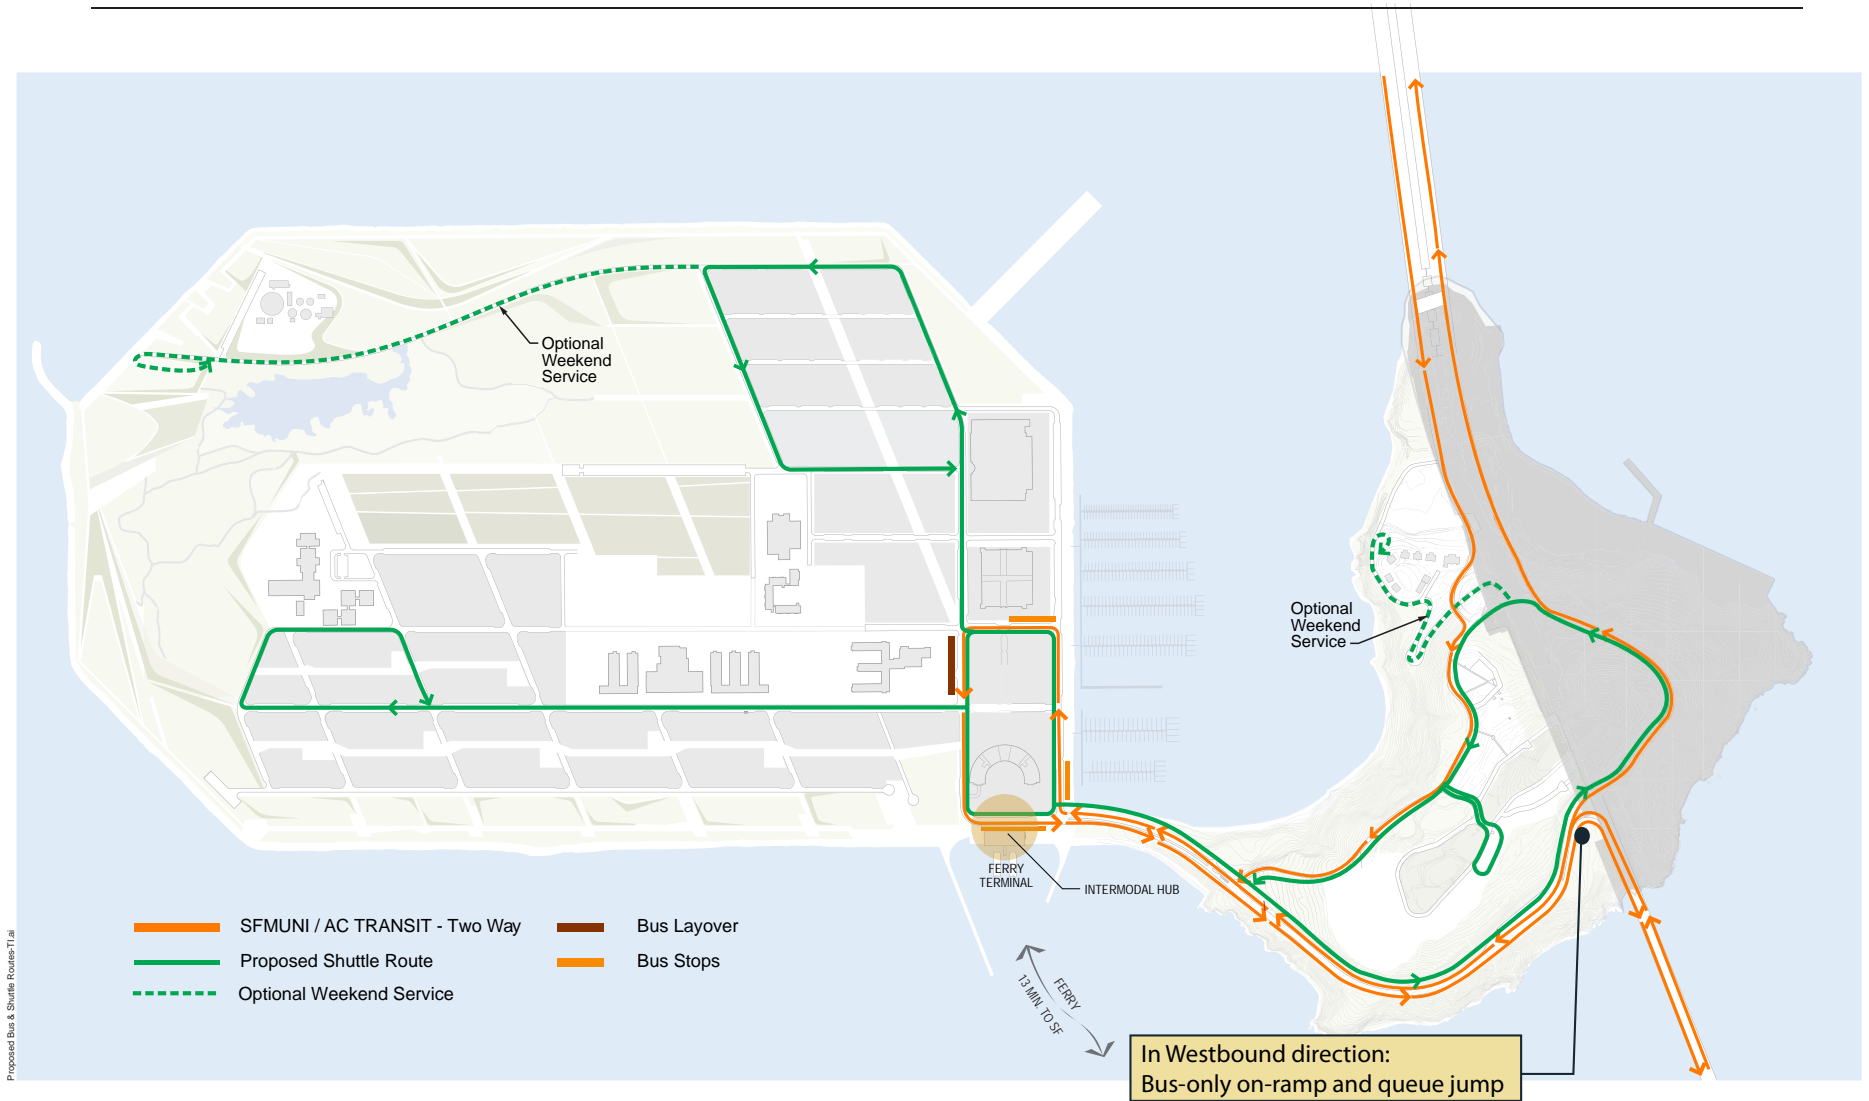 Optional
Weekend
Service
Optional
Weekend
Service
FERRY
TERMINAL
INTERMODAL HUB
SFMUNI / AC TRANSIT - Two Way
Proposed Shuttle Route
Optional Weekend Service
Bus Layover
Bus Stops
FERRY
13 MIN. TO SF
In Westbound direction:
Bus-only on-ramp and queue jump
Proposed Bus & Shuttle Routes-TI.ai